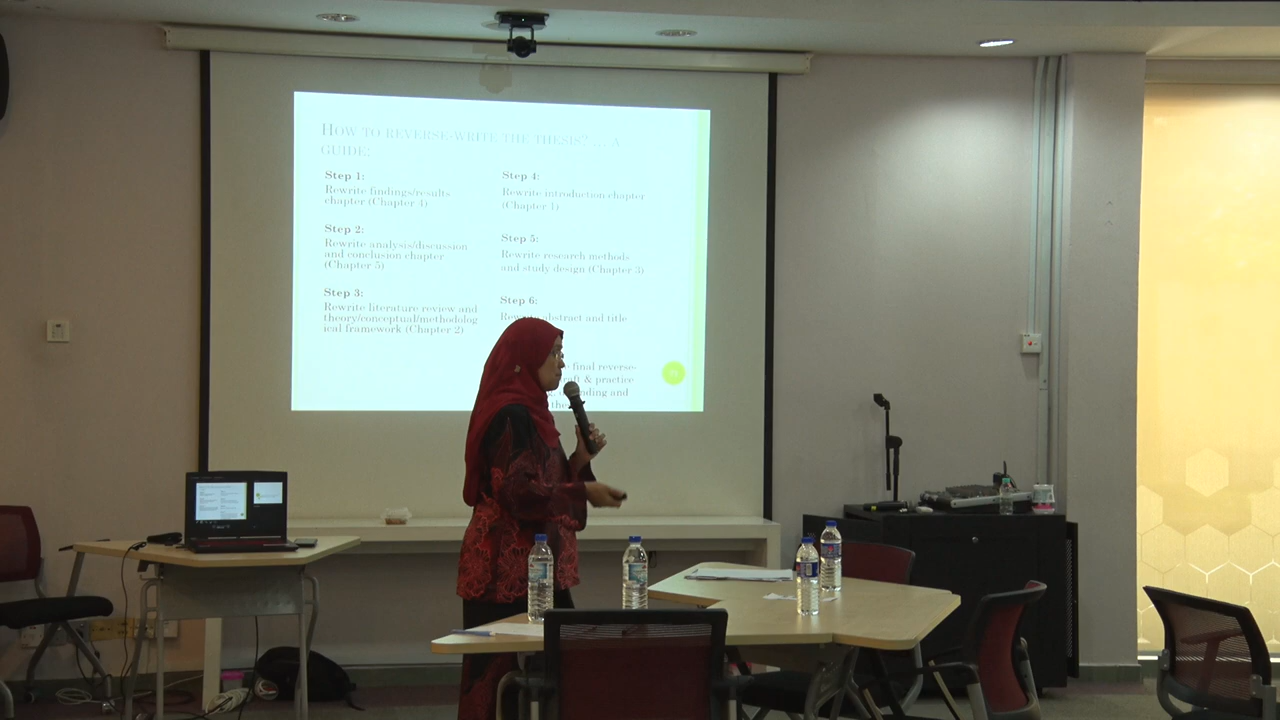 HOW TO REVERSE-WRITE THE THESIS? ... A
GUIDE:
Step 1:
Rewrite findings/results
chapter (Chapter 4)
Step 2:
Rewrite analysis/discussion
and conclusion chapter
(Chapter 5)
Step 3:
Rewrite literature review and
theory/conceptual/methodolog
ical framework (Chapter 2)
Step 4:
Rewrite introduction chapter
(Chapter 1)
Step 5:
Rewrite research methods
and study design (Chapter 3)
Step 6:
Rewrite abstract and title
final reverse-
& practice
and